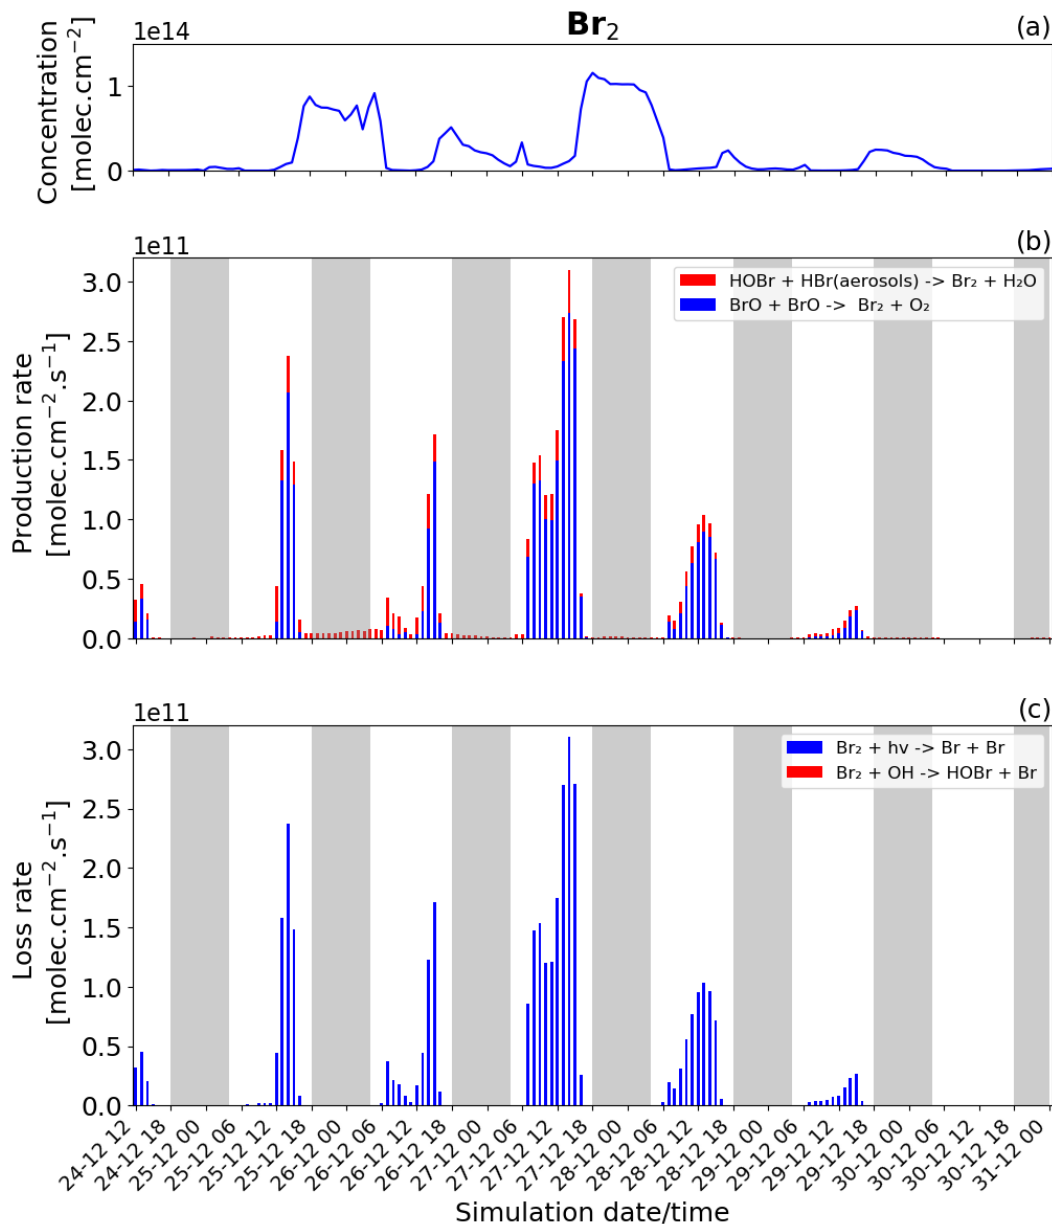 Br₂
(a)
1e14
Concentration
[molec.cm⁻²]
1
0
1e11
(b)
HOBr + HBr(aerosols) -> Br₂ + H₂O
BrO + BrO -> Br₂ + O₂
Production rate
[molec.cm⁻².s⁻¹]
3.0
2.5
2.0
1.5
1.0
0.5
0.0
1e11
(c)
Br₂ + hν -> Br + Br
Br₂ + OH -> HOBr + Br
Loss rate
[molec.cm⁻².s⁻¹]
3.0
2.5
2.0
1.5
1.0
0.5
0.0
24-12 12
24-12 18
25-12 00
25-12 06
25-12 12
25-12 18
26-12 00
26-12 06
26-12 12
26-12 18
27-12 00
27-12 06
27-12 12
27-12 18
28-12 00
28-12 06
28-12 12
28-12 18
29-12 00
29-12 06
29-12 12
29-12 18
30-12 00
30-12 06
30-12 12
30-12 18
31-12 00
Simulation date/time